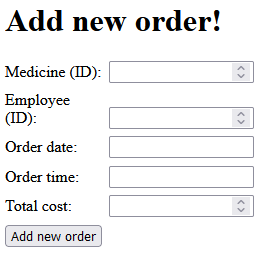 Add new order!
Medicine (ID):
Employee
(ID):
Order date:
Order time:
Total cost:
Add new order